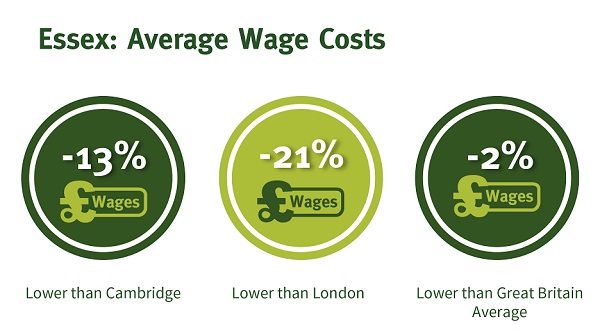 Essex: Average Wage Costs
-13%
£ Wages
Lower than Cambridge
-21%
£ Wages
Lower than London
-2%
£ Wages
Lower than Great Britain
Average